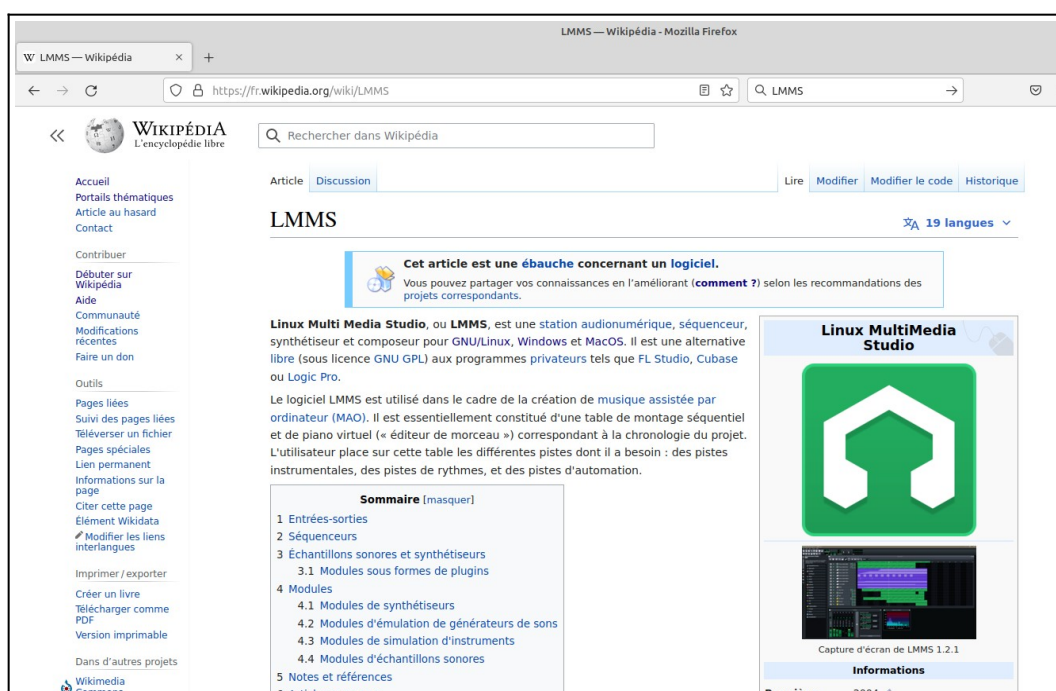 LMMS — Wikipédia - Mozilla Firefox
W LMMS — Wikipédia × +
https://fr.wikipedia.org/wiki/LMMS
LMMS
WIKIPÉDIA
L'encyclopédie libre
Rechercher dans Wikipédia
Accueil
Portails thématiques
Article au hasard
Contact
Contribuer
Débuter sur
Wikipédia
Aide
Communauté
Modifications
récentes
Faire un don
Outils
Pages liées
Suivi des pages liées
Téléverser un fichier
Pages spéciales
Lien permanent
Informations sur la
page
Citer cette page
Élément Wikidata
Modifier les liens
interlangues
Imprimer / exporter
Créer un livre
Télécharger comme
PDF
Version imprimable
Dans d'autres projets
Wikimedia
Article Discussion
Lire Modifier Modifier le code Historique
LMMS
19 langues
Cet article est une ébauche concernant un logiciel.
Vous pouvez partager vos connaissances en l'améliorant (comment ?) selon les recommandations des
projets correspondants.
Linux Multi Media Studio, ou LMMS, est une station audionumérique, séquenceur,
synthétiseur et composeur pour GNU/Linux, Windows et MacOS. Il est une alternative
libre (sous licence GNU GPL) aux programmes privateurs tels que FL Studio, Cubase
ou Logic Pro.
Le logiciel LMMS est utilisé dans le cadre de la création de musique assistée par
ordinateur (MAO). Il est essentiellement constitué d'une table de montage séquentiel
et de piano virtuel (« éditeur de morceau ») correspondant à la chronologie du projet.
L'utilisateur place sur cette table les différentes pistes dont il a besoin : des pistes
instrumentales, des pistes de rythmes, et des pistes d'automation.
Sommaire [masquer]
1 Entrées-sorties
2 Séquenceurs
3 Échantillons sonores et synthétiseurs
3.1 Modules sous formes de plugins
4 Modules
4.1 Modules de synthétiseurs
4.2 Modules d'émulation de générateurs de sons
4.3 Modules de simulation d'instruments
4.4 Modules d'échantillons sonores
5 Notes et références
Linux MultiMedia
Studio
Capture d'écran de LMMS 1.2.1
Informations